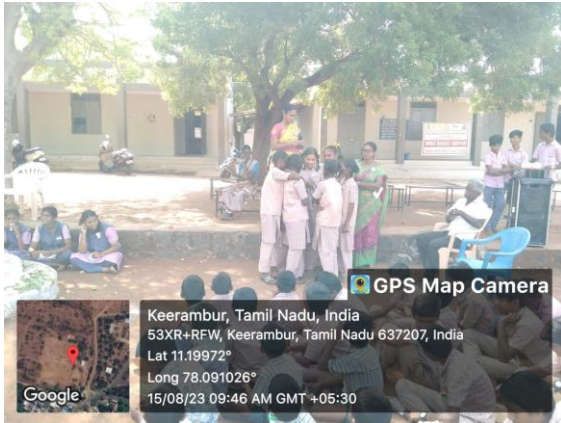 GPS Map Camera
Keerambur, Tamil Nadu, India
53XR+RFW, Keerambur, Tamil Nadu 637207, India
Lat 11.19972°
Long 78.091026°
15/08/23 09:46 AM GMT +05:30
Google